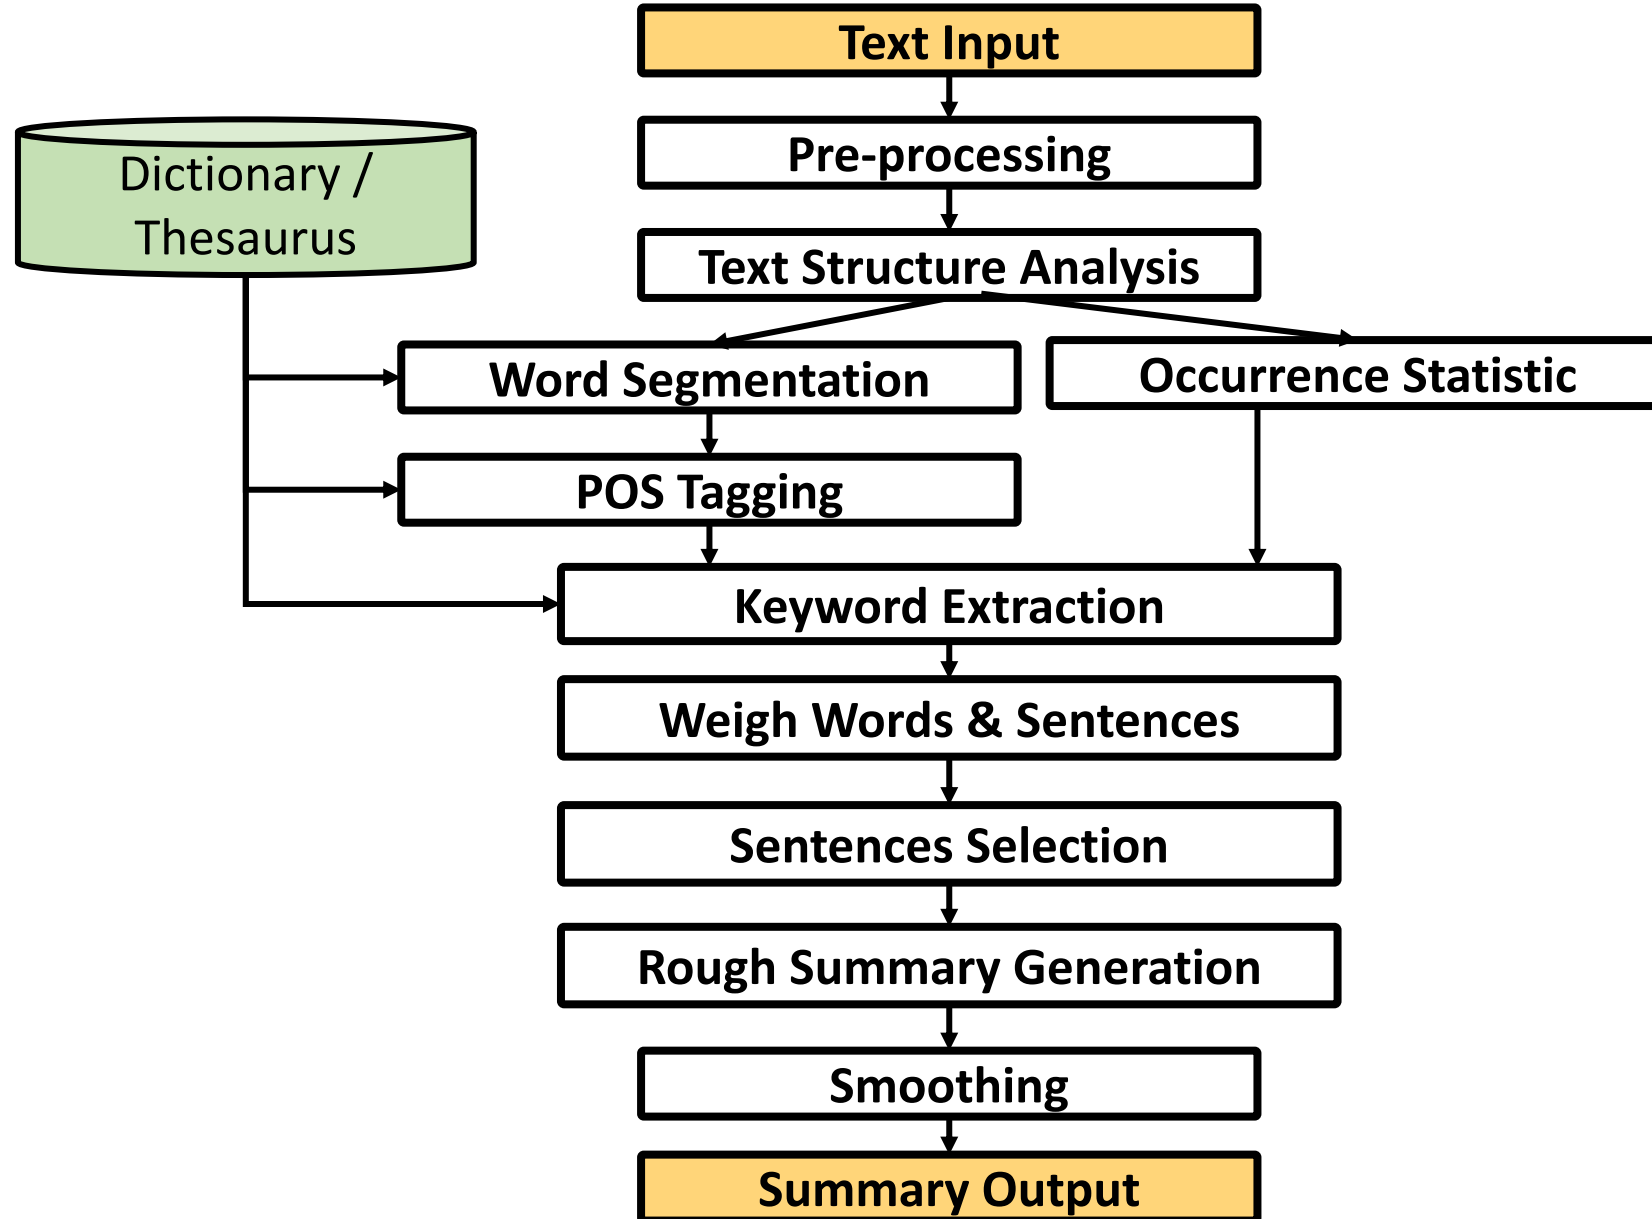 Text Input
Pre-processing
Dictionary /
Thesaurus
Text Structure Analysis
Word Segmentation
Occurrence Statistic
POS Tagging
Keyword Extraction
Weigh Words & Sentences
Sentences Selection
Rough Summary Generation
Smoothing
Summary Output